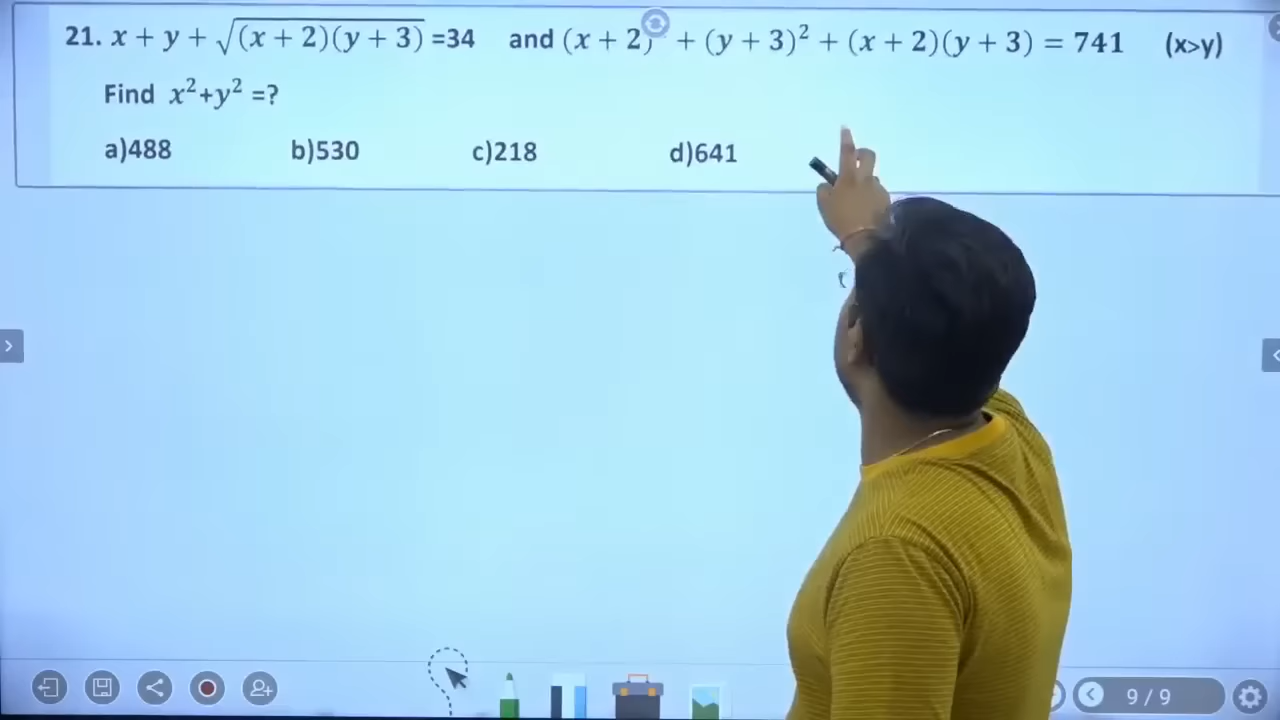 21. x + y + √(x + 2)(y + 3) =34 and (x + 2) + (y + 3)² + (x + 2)(y + 3) = 741 (x>y)
Find x²+y² =?
a)488 b)530 c)218 d)641
9 / 9